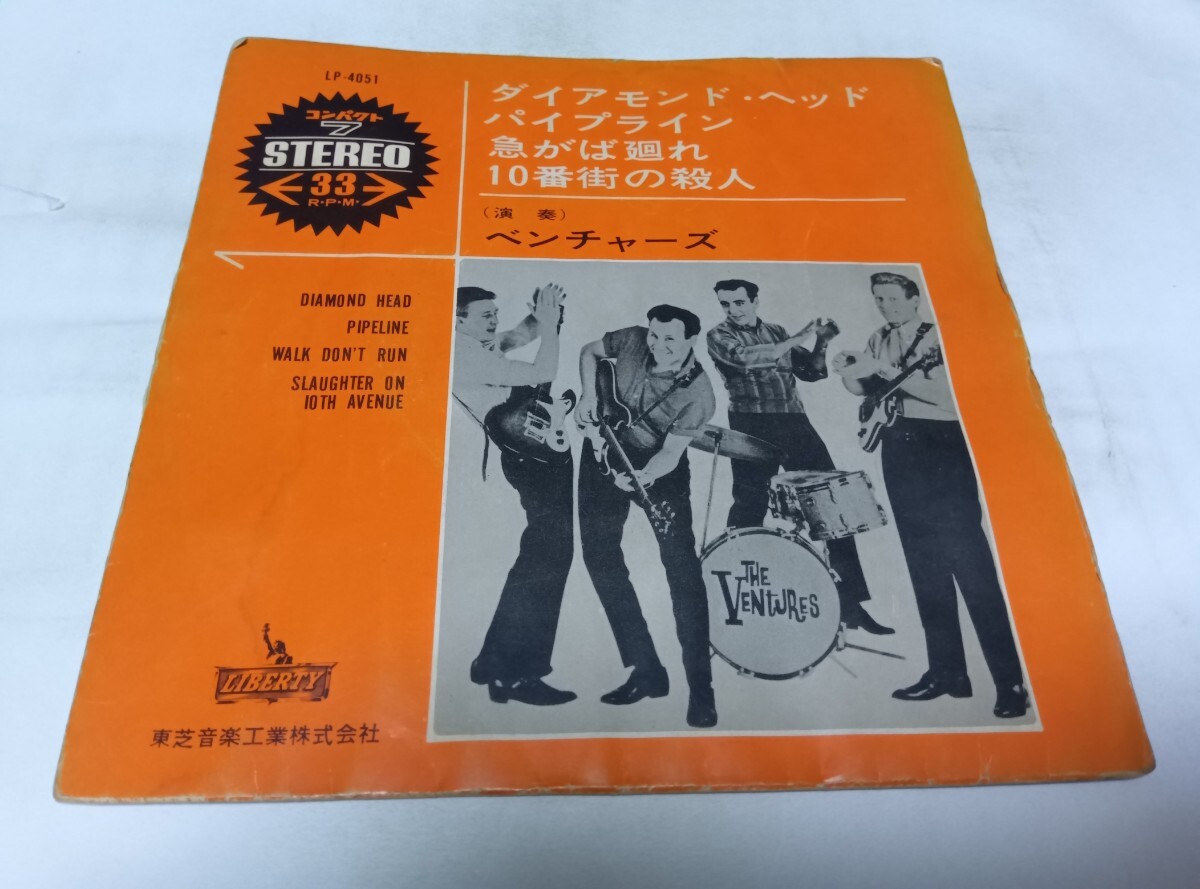 LP-4051
コンパクト
7
STEREO
33
R・P・M・
ダイアモンド・ヘッド
パイプライン
急がば廻れ
10番街の殺人
(演 奏)
ベンチャーズ
DIAMOND HEAD
PIPELINE
WALK DON'T RUN
SLAUGHTER ON
10TH AVENUE
THE
VENTURES
LIBERTY
東芝音楽工業株式会社